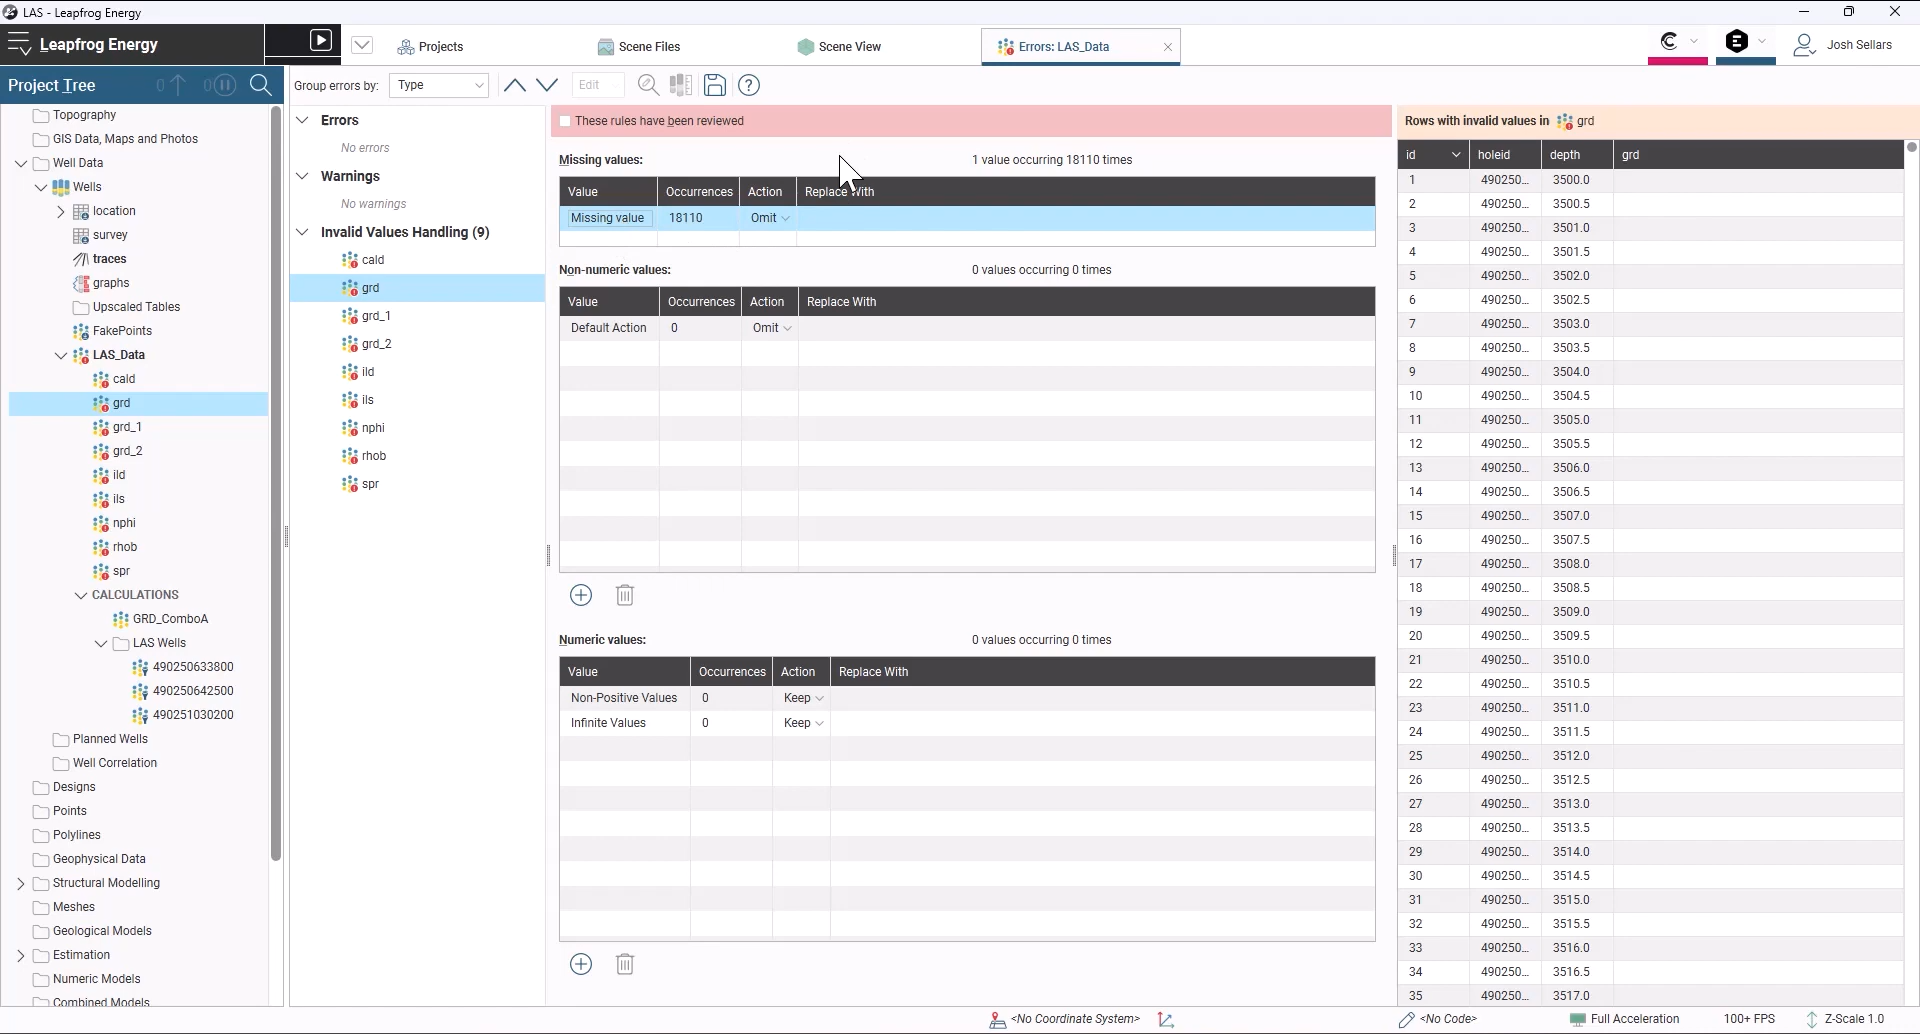 LAS - Leapfrog Energy
Leapfrog Energy
Projects
Scene Files
Scene View
Errors: LAS_Data
Josh Sellars
Project Tree
0
0
Group errors by:
Type
Edit
Topography
GIS Data, Maps and Photos
Well Data
Wells
location
survey
traces
graphs
Upscaled Tables
FakePoints
LAS_Data
cald
grd
grd_1
grd_2
ild
ils
nphi
rhob
spr
CALCULATIONS
GRD_ComboA
LAS Wells
490250633800
490250642500
490251030200
Planned Wells
Well Correlation
Designs
Points
Polylines
Geophysical Data
Structural Modelling
Meshes
Geological Models
Estimation
Numeric Models
Combined Models
Errors
No errors
Warnings
No warnings
Invalid Values Handling (9)
cald
grd
grd_1
grd_2
ild
ils
nphi
rhob
spr
These rules have been reviewed
Missing values: 1 value occurring 18110 times
Value Occurrences Action Replace With
Missing value 18110 Omit
Non-numeric values: 0 values occurring 0 times
Value Occurrences Action Replace With
Default Action 0 Omit
Numeric values: 0 values occurring 0 times
Value Occurrences Action Replace With
Non-Positive Values 0 Keep
Infinite Values 0 Keep
Rows with invalid values in grd
id holeid depth grd
1 490250... 3500.0
2 490250... 3500.5
3 490250... 3501.0
4 490250... 3501.5
5 490250... 3502.0
6 490250... 3502.5
7 490250... 3503.0
8 490250... 3503.5
9 490250... 3504.0
10 490250... 3504.5
11 490250... 3505.0
12 490250... 3505.5
13 490250... 3506.0
14 490250... 3506.5
15 490250... 3507.0
16 490250... 3507.5
17 490250... 3508.0
18 490250... 3508.5
19 490250... 3509.0
20 490250... 3509.5
21 490250... 3510.0
22 490250... 3510.5
23 490250... 3511.0
24 490250... 3511.5
25 490250... 3512.0
26 490250... 3512.5
27 490250... 3513.0
28 490250... 3513.5
29 490250... 3514.0
30 490250... 3514.5
31 490250... 3515.0
32 490250... 3515.5
33 490250... 3516.0
34 490250... 3516.5
35 490250... 3517.0
<No Coordinate System>
<No Code>
Full Acceleration
100+ FPS
Z-Scale 1.0